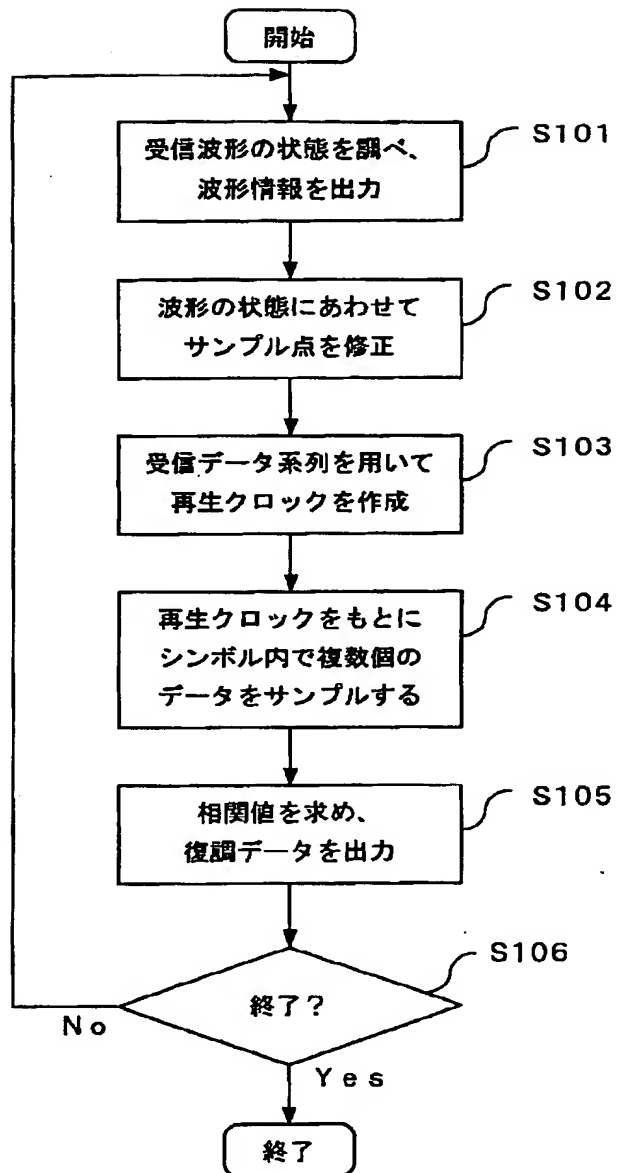 開始
受信波形の状態を調べ、
波形情報を出力
S101
波形の状態にあわせて
サンプル点を修正
S102
受信データ系列を用いて
再生クロックを作成
S103
再生クロックをもとに
シンボル内で複数個の
データをサンプルする
S104
相関値を求め、
復調データを出力
S105
終了?
S106
No
Yes
終了